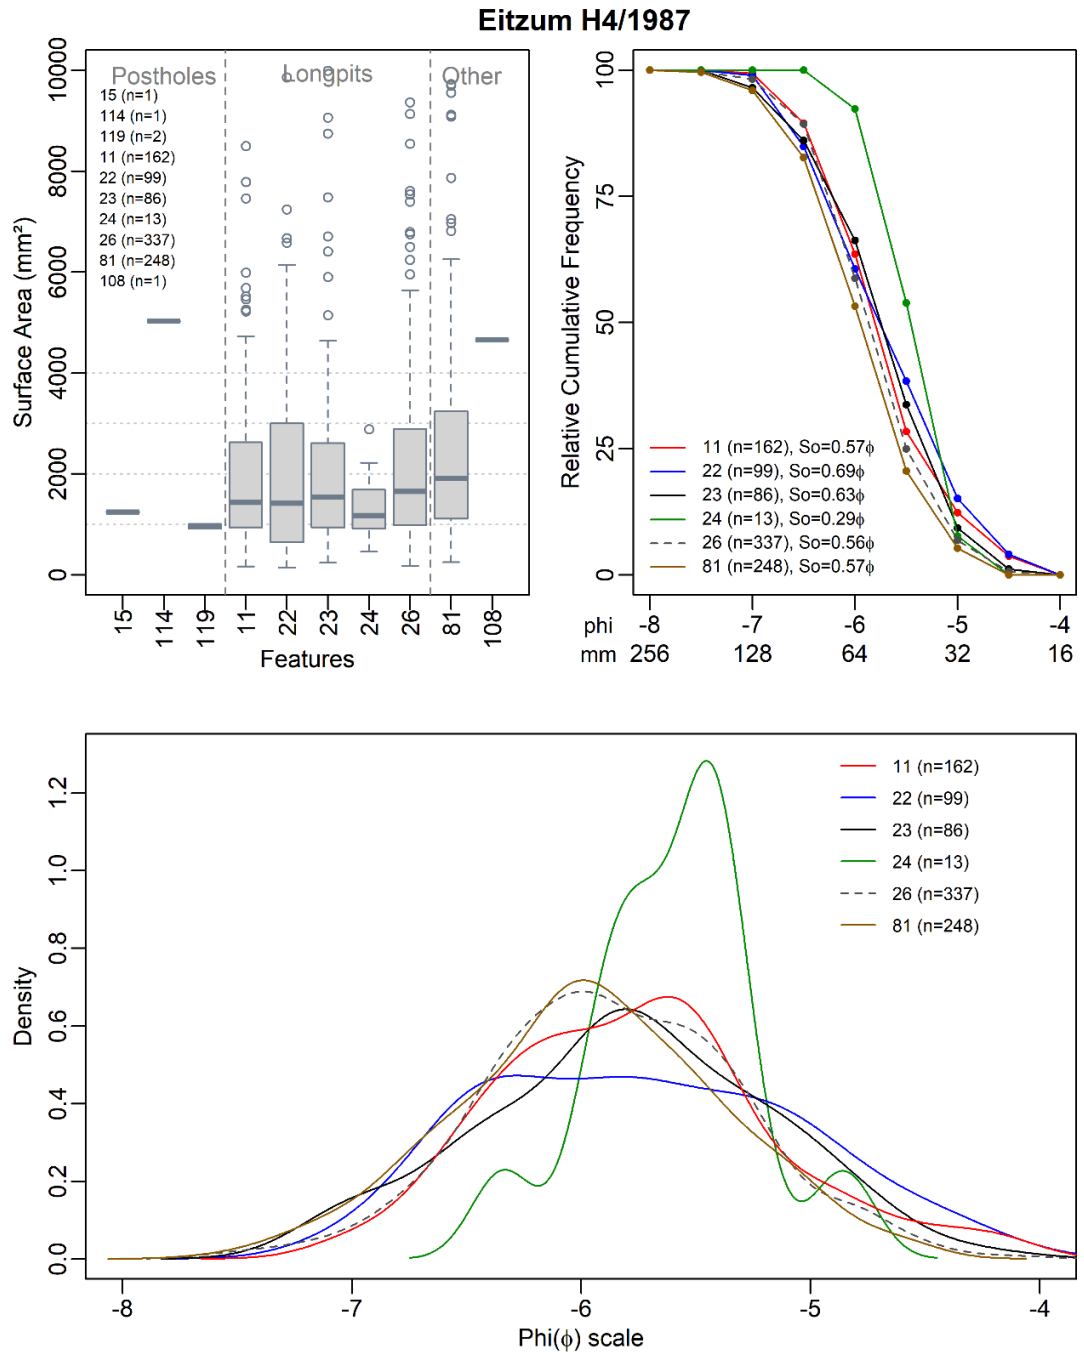 Eitzum H4/1987
Postholes
Longpits
Other
15 (n=1)
114 (n=1)
119 (n=2)
11 (n=162)
22 (n=99)
23 (n=86)
24 (n=13)
26 (n=337)
81 (n=248)
108 (n=1)
Surface Area (mm²)
10000
8000
6000
4000
2000
0
15
114
119
11
22
23
24
26
81
108
Features
Relative Cumulative Frequency
100
75
50
25
0
11 (n=162), So=0.57ϕ
22 (n=99), So=0.69ϕ
23 (n=86), So=0.63ϕ
24 (n=13), So=0.29ϕ
26 (n=337), So=0.56ϕ
81 (n=248), So=0.57ϕ
phi -8 -7 -6 -5 -4
mm 256 128 64 32 16
Density
1.2
1.0
0.8
0.6
0.4
0.2
0.0
11 (n=162)
22 (n=99)
23 (n=86)
24 (n=13)
26 (n=337)
81 (n=248)
-8 -7 -6 -5 -4
Phi(ϕ) scale